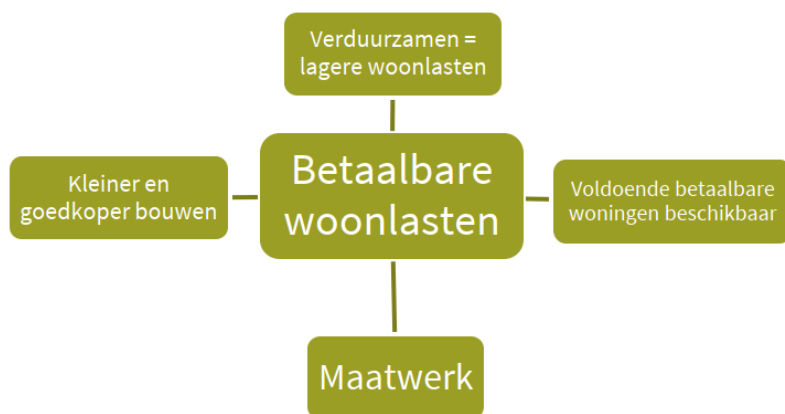 Verduurzamen =
lagere woonlasten
Kleiner en
goedkoper bouwen
Betaalbare
woonlasten
Voldoende betaalbare
woningen beschikbaar
Maatwerk